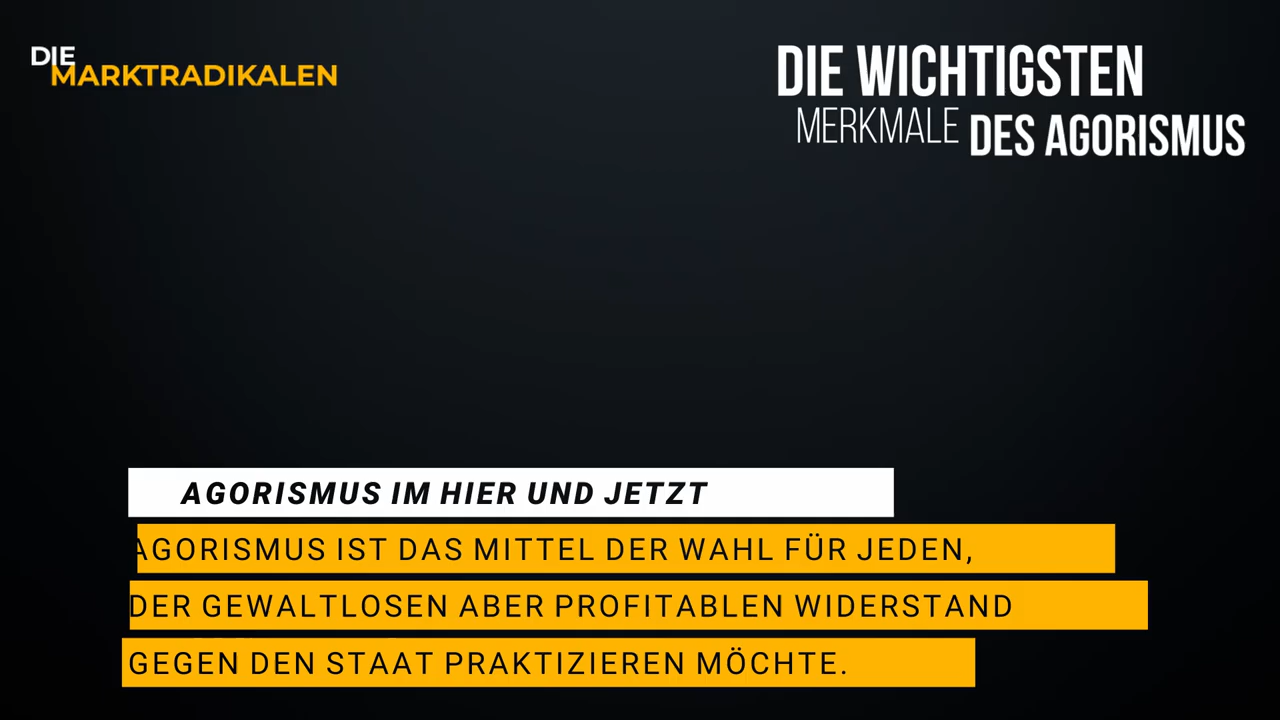 DIE
MARKTRADIKALEN
DIE WICHTIGSTEN
MERKMALE DES AGORISMUS
AGORISMUS IM HIER UND JETZT
AGORISMUS IST DAS MITTEL DER WAHL FÜR JEDEN,
DER GEWALTLOSEN ABER PROFITABLEN WIDERSTAND
GEGEN DEN STAAT PRAKTIZIEREN MÖCHTE.